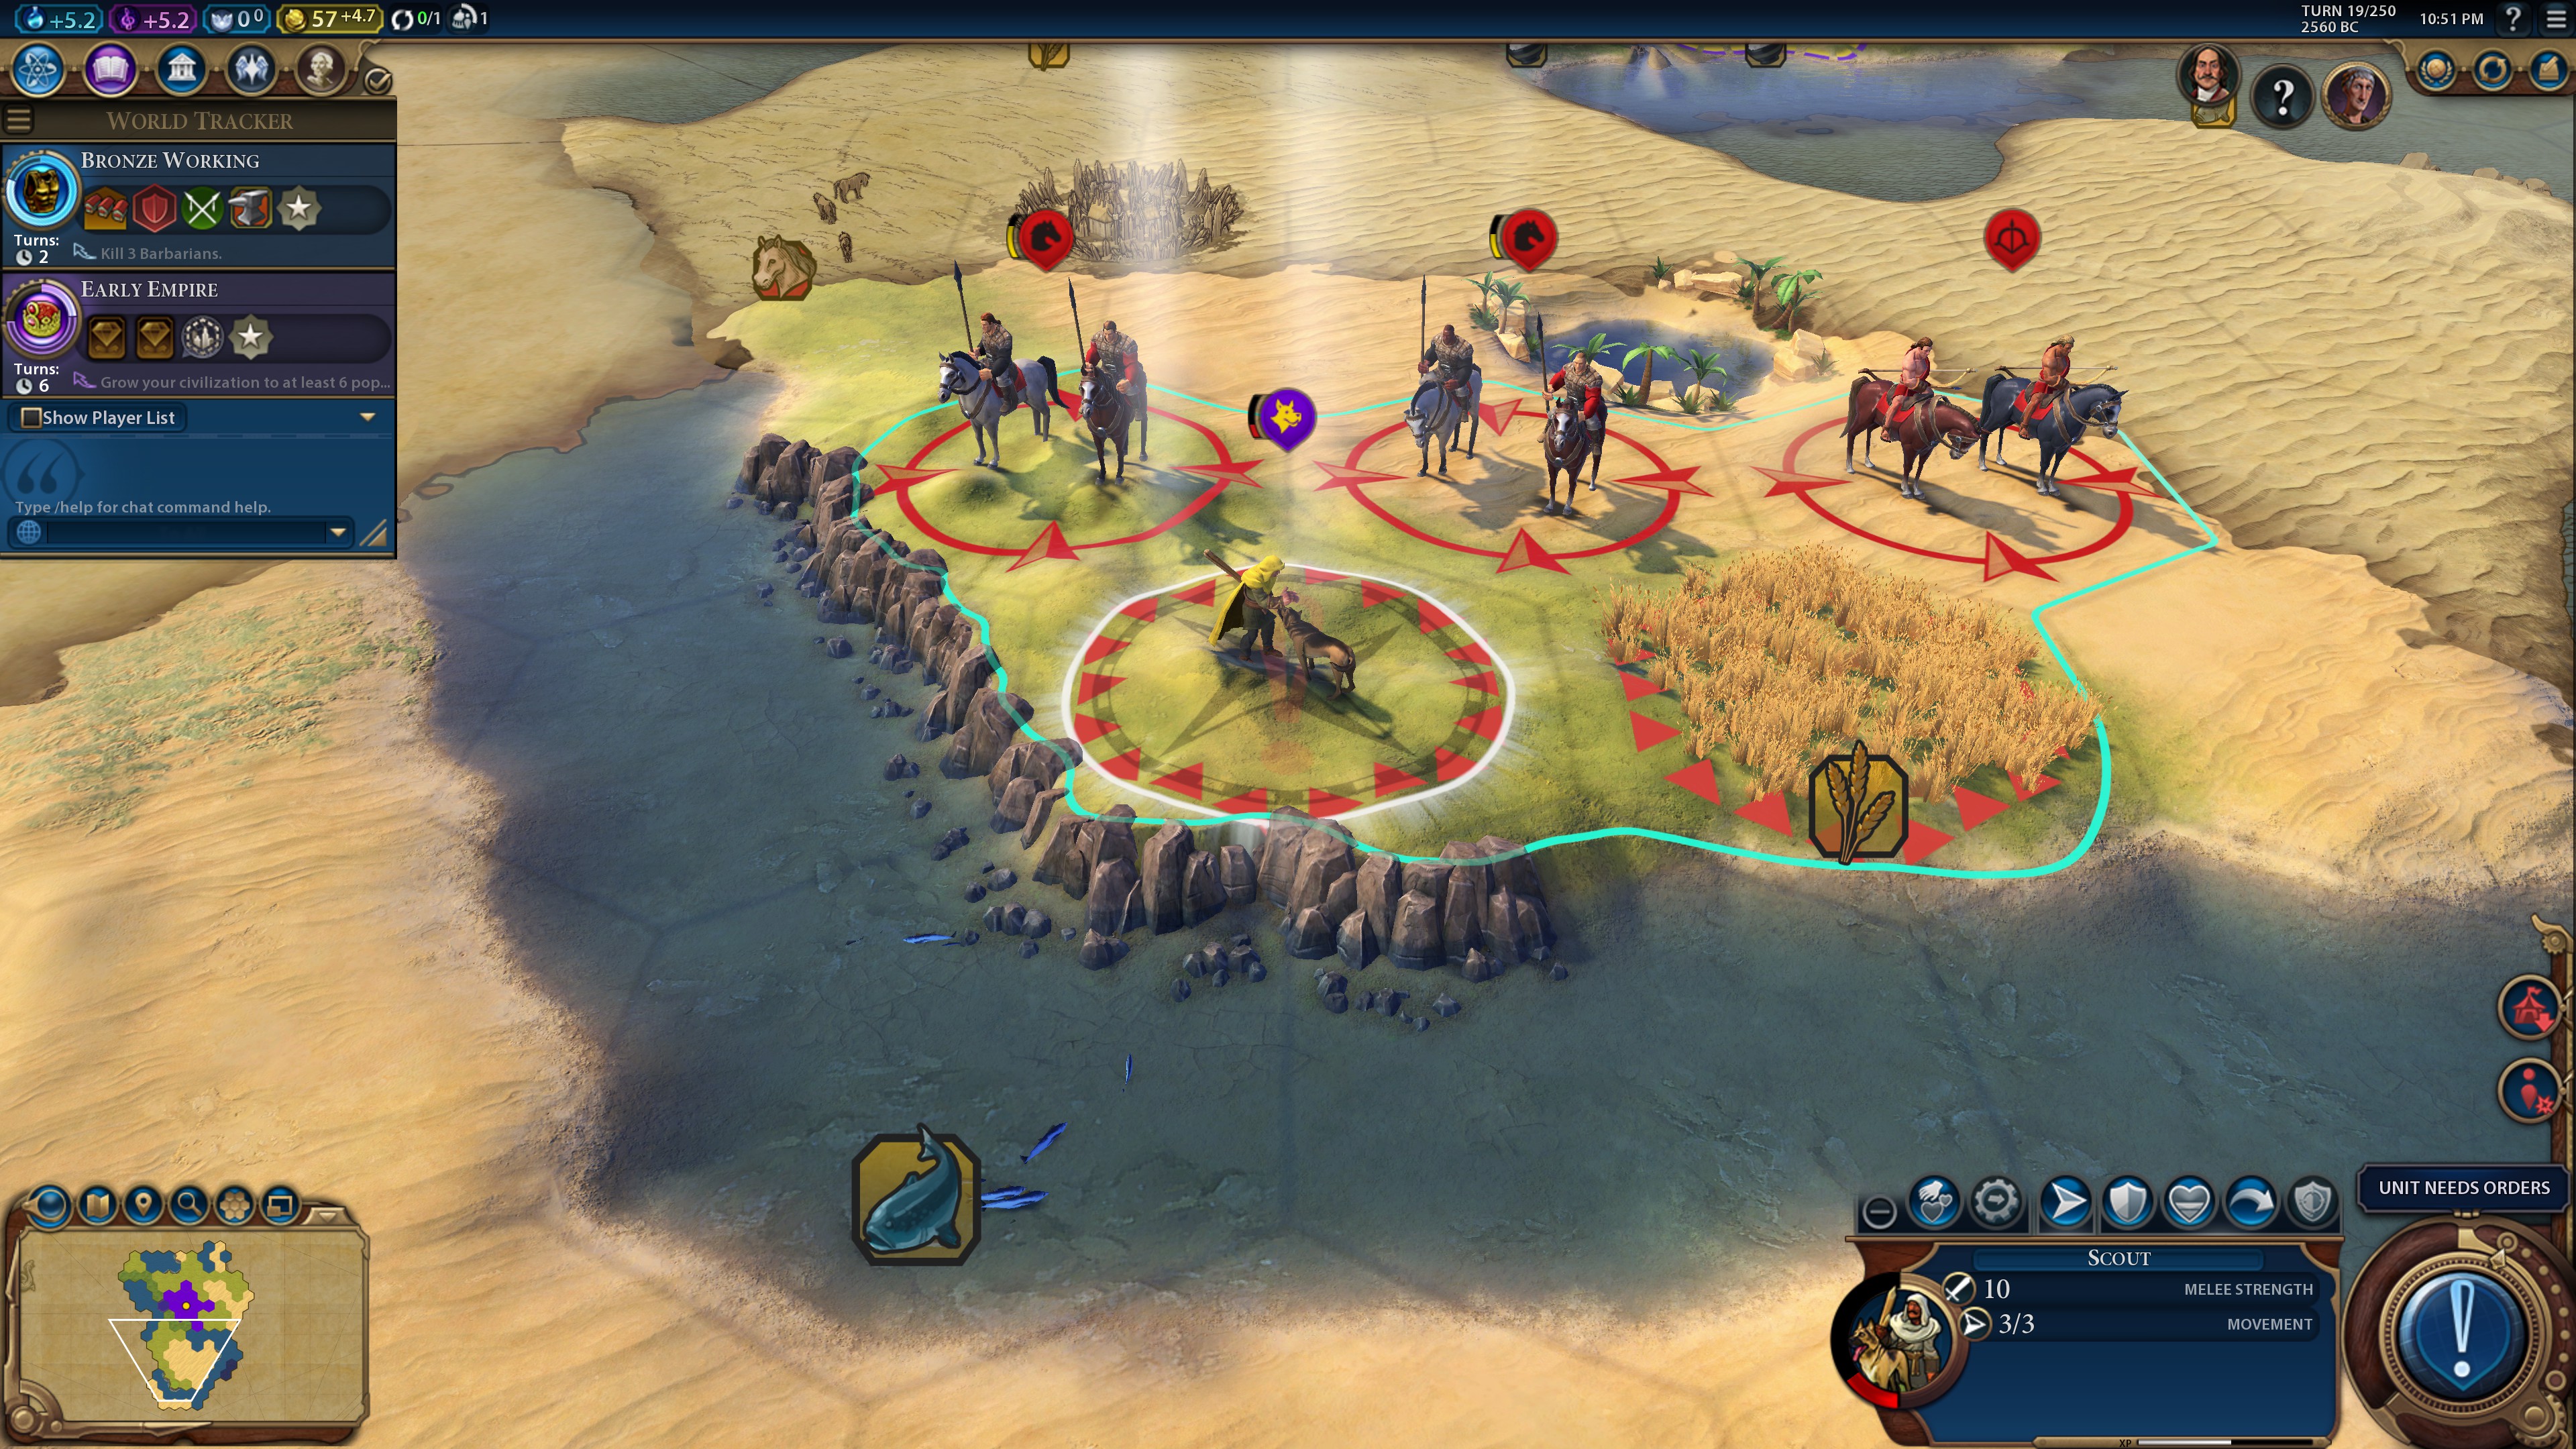 +5.2 +5.2 0 0 57 +4.7 0/1 1
TURN 19/250
2560 BC
10:51 PM
?
WORLD TRACKER
BRONZE WORKING
Turns:
2
Kill 3 Barbarians.
EARLY EMPIRE
Turns:
6
Grow your civilization to at least 6 pop...
Show Player List
Type /help for chat command help.
?
UNIT NEEDS ORDERS
SCOUT
10 MELEE STRENGTH
3/3 MOVEMENT
XP